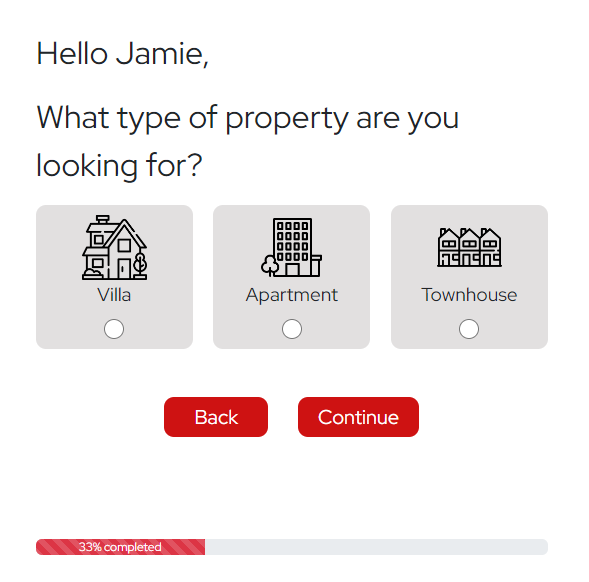 Hello Jamie,
What type of property are you
looking for?
Villa
Apartment
Townhouse
Back
Continue
33% completed